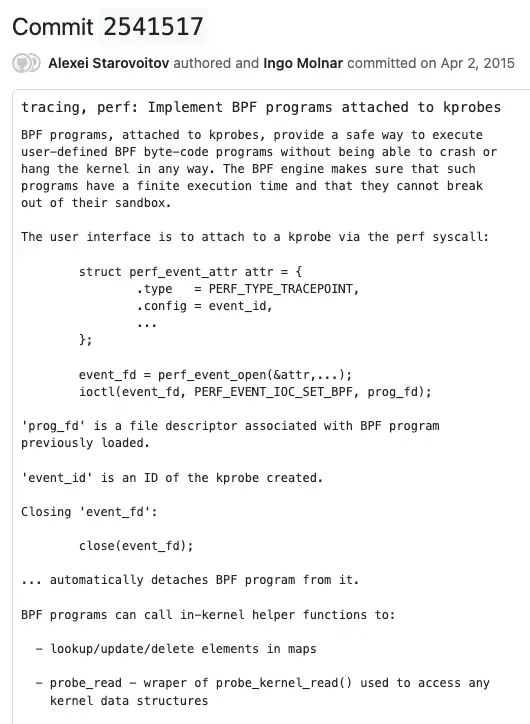 Commit 2541517
Alexei Starovoitov authored and Ingo Molnar committed on Apr 2, 2015
tracing, perf: Implement BPF programs attached to kprobes
BPF programs, attached to kprobes, provide a safe way to execute
user-defined BPF byte-code programs without being able to crash or
hang the kernel in any way. The BPF engine makes sure that such
programs have a finite execution time and that they cannot break
out of their sandbox.
The user interface is to attach to a kprobe via the perf syscall:
struct perf_event_attr attr = {
.type   = PERF_TYPE_TRACEPOINT,
.config = event_id,
...
};
event_fd = perf_event_open(&attr,...);
ioctl(event_fd, PERF_EVENT_IOC_SET_BPF, prog_fd);
'prog_fd' is a file descriptor associated with BPF program
previously loaded.
'event_id' is an ID of the kprobe created.
Closing 'event_fd':
close(event_fd);
... automatically detaches BPF program from it.
BPF programs can call in-kernel helper functions to:
- lookup/update/delete elements in maps
- probe_read - wraper of probe_kernel_read() used to access any
kernel data structures